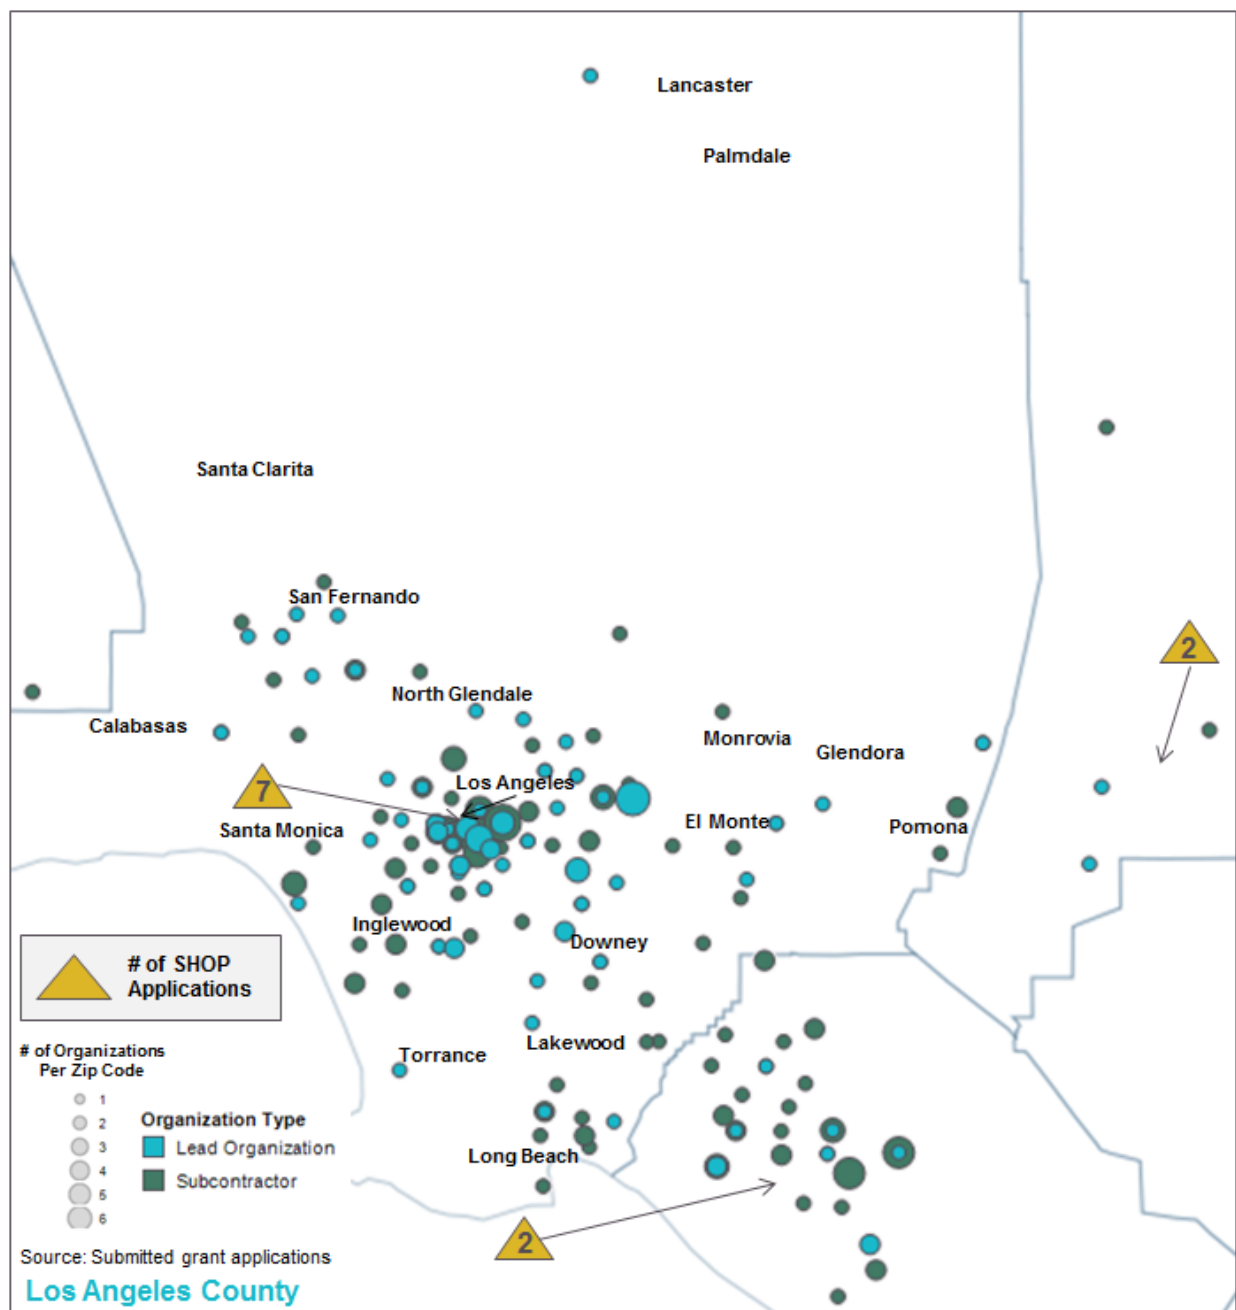 Lancaster
Palmdale
Santa Clarita
San Fernando
2
North Glendale
Calabasas
Monrovia
Glendora
7
Los Angeles
Santa Monica
El Monte
Pomona
Inglewood
Downey
# of SHOP
Applications
Lakewood
# of Organizations
Per Zip Code
Torrance
1
2
3
4
5
6
Organization Type
Lead Organization
Subcontractor
Long Beach
2
Source: Submitted grant applications
Los Angeles County